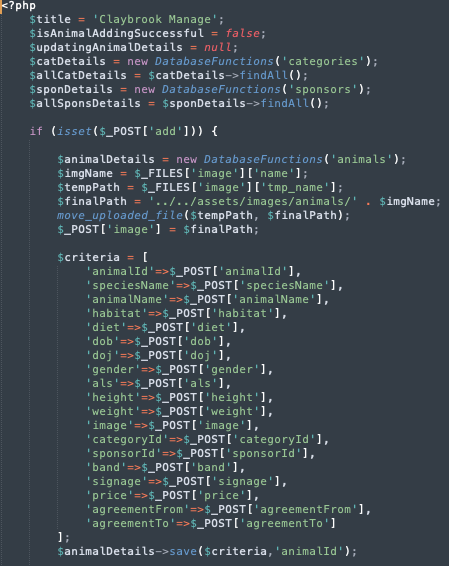 <?php
$title = 'Claybrook Manage';
$isAnimalAddingSuccessful = false;
$updatingAnimalDetails = null;
$catDetails = new DatabaseFunctions('categories');
$allCatDetails = $catDetails->findAll();
$sponDetails = new DatabaseFunctions('sponsors');
$allSponsDetails = $sponDetails->findAll();
if (isset($_POST['add'])) {
$animalDetails = new DatabaseFunctions('animals');
$imgName = $_FILES['image']['name'];
$tempPath = $_FILES['image']['tmp_name'];
$finalPath = '../../assets/images/animals/' . $imgName;
move_uploaded_file($tempPath, $finalPath);
$_POST['image'] = $finalPath;
$criteria = [
'animalId'=>$_POST['animalId'],
'speciesName'=>$_POST['speciesName'],
'animalName'=>$_POST['animalName'],
'habitat'=>$_POST['habitat'],
'diet'=>$_POST['diet'],
'dob'=>$_POST['dob'],
'doj'=>$_POST['doj'],
'gender'=>$_POST['gender'],
'als'=>$_POST['als'],
'height'=>$_POST['height'],
'weight'=>$_POST['weight'],
'image'=>$_POST['image'],
'categoryId'=>$_POST['categoryId'],
'sponsorId'=>$_POST['sponsorId'],
'band'=>$_POST['band'],
'signage'=>$_POST['signage'],
'price'=>$_POST['price'],
'agreementFrom'=>$_POST['agreementFrom'],
'agreementTo'=>$_POST['agreementTo']
];
$animalDetails->save($criteria,'animalId');